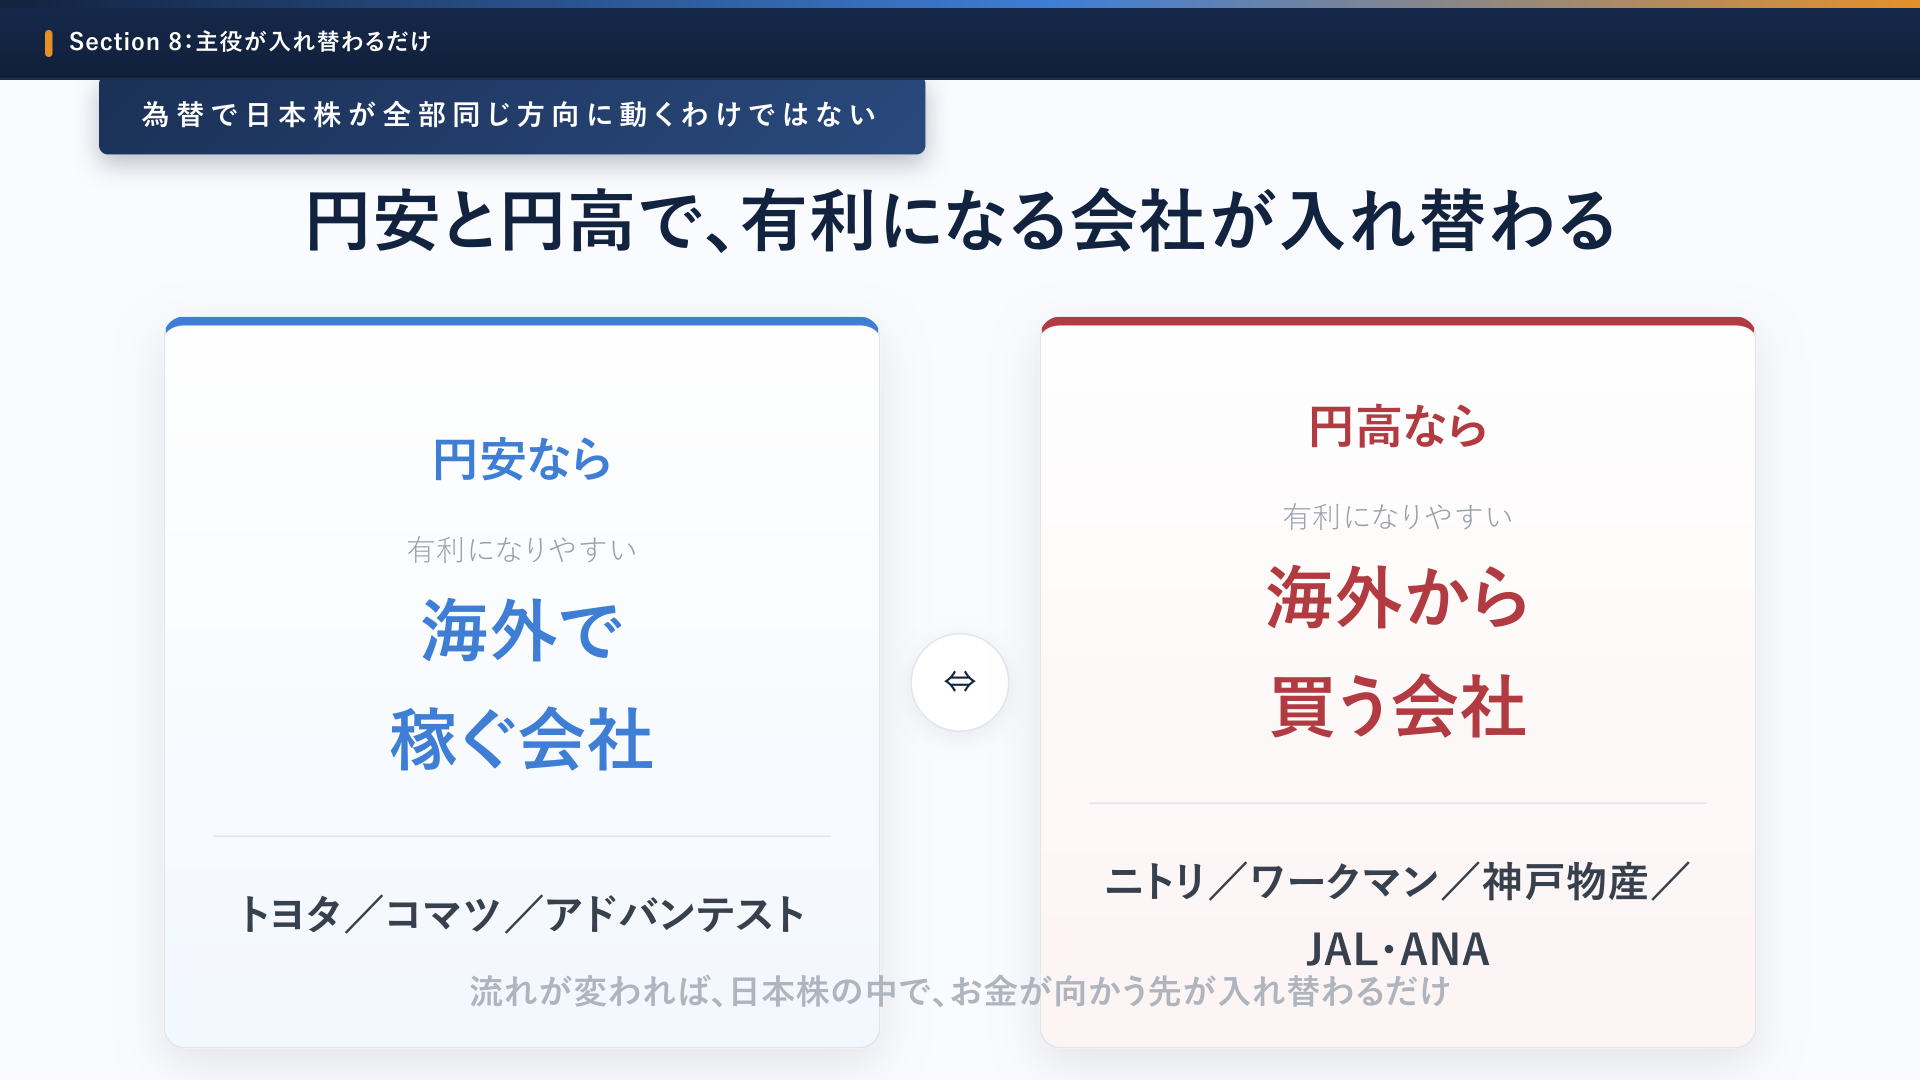 Section 8：主役が入れ替わるだけ
為替で日本株が全部同じ方向に動くわけではない
円安と円高で、有利になる会社が入れ替わる
円安なら
有利になりやすい
海外で
稼ぐ会社
トヨタ／コマツ／アドバンテスト
⇔
円高なら
有利になりやすい
海外から
買う会社
ニトリ／ワークマン／神戸物産／
JAL・ANA
流れが変われば、日本株の中で、お金が向かう先が入れ替わるだけ